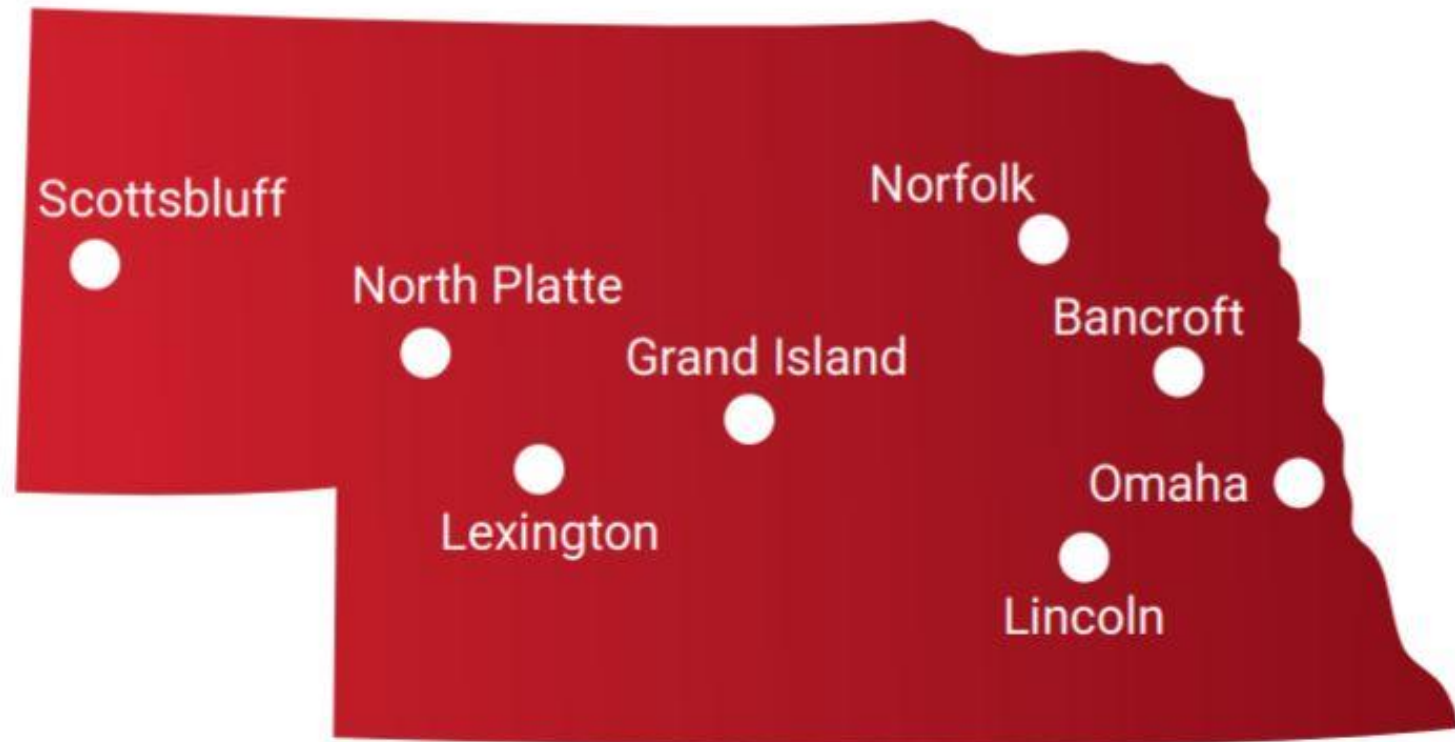 Scottsbluff
Norfolk
North Platte
Bancroft
Grand Island
Omaha
Lexington
Lincoln